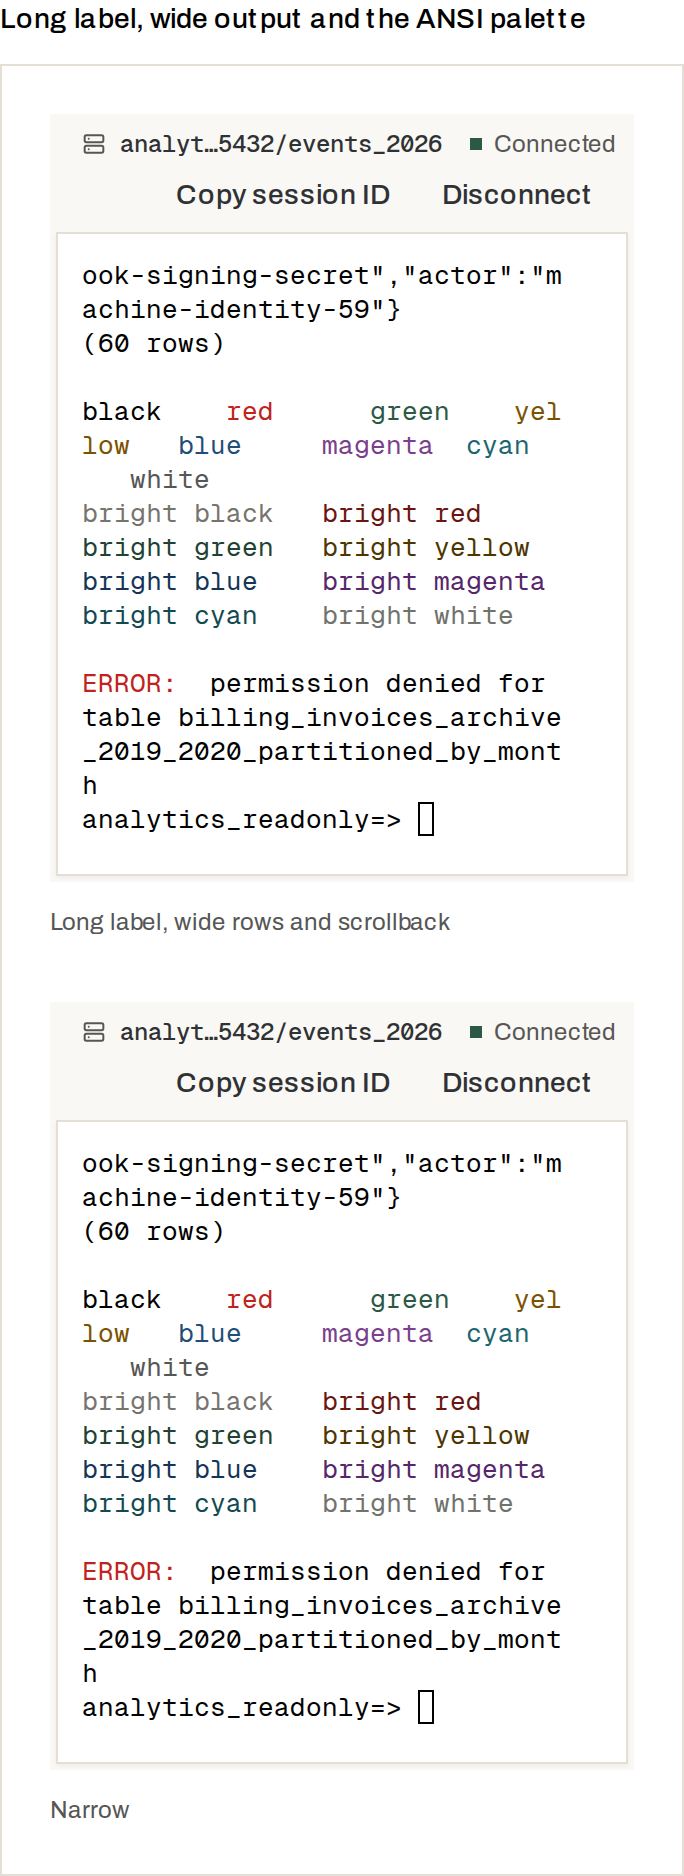 Long label, wide output and the ANSI palette
analyt…5432/events_2026 Connected
Copy session ID Disconnect
ook-signing-secret","actor":"m
achine-identity-59"}
(60 rows)
black red green yel
low blue magenta cyan
white
bright black bright red
bright green bright yellow
bright blue bright magenta
bright cyan bright white
ERROR: permission denied for
table billing_invoices_archive
_2019_2020_partitioned_by_mont
h
analytics_readonly=>
Long label, wide rows and scrollback
analyt…5432/events_2026 Connected
Copy session ID Disconnect
ook-signing-secret","actor":"m
achine-identity-59"}
(60 rows)
black red green yel
low blue magenta cyan
white
bright black bright red
bright green bright yellow
bright blue bright magenta
bright cyan bright white
ERROR: permission denied for
table billing_invoices_archive
_2019_2020_partitioned_by_mont
h
analytics_readonly=>
Narrow